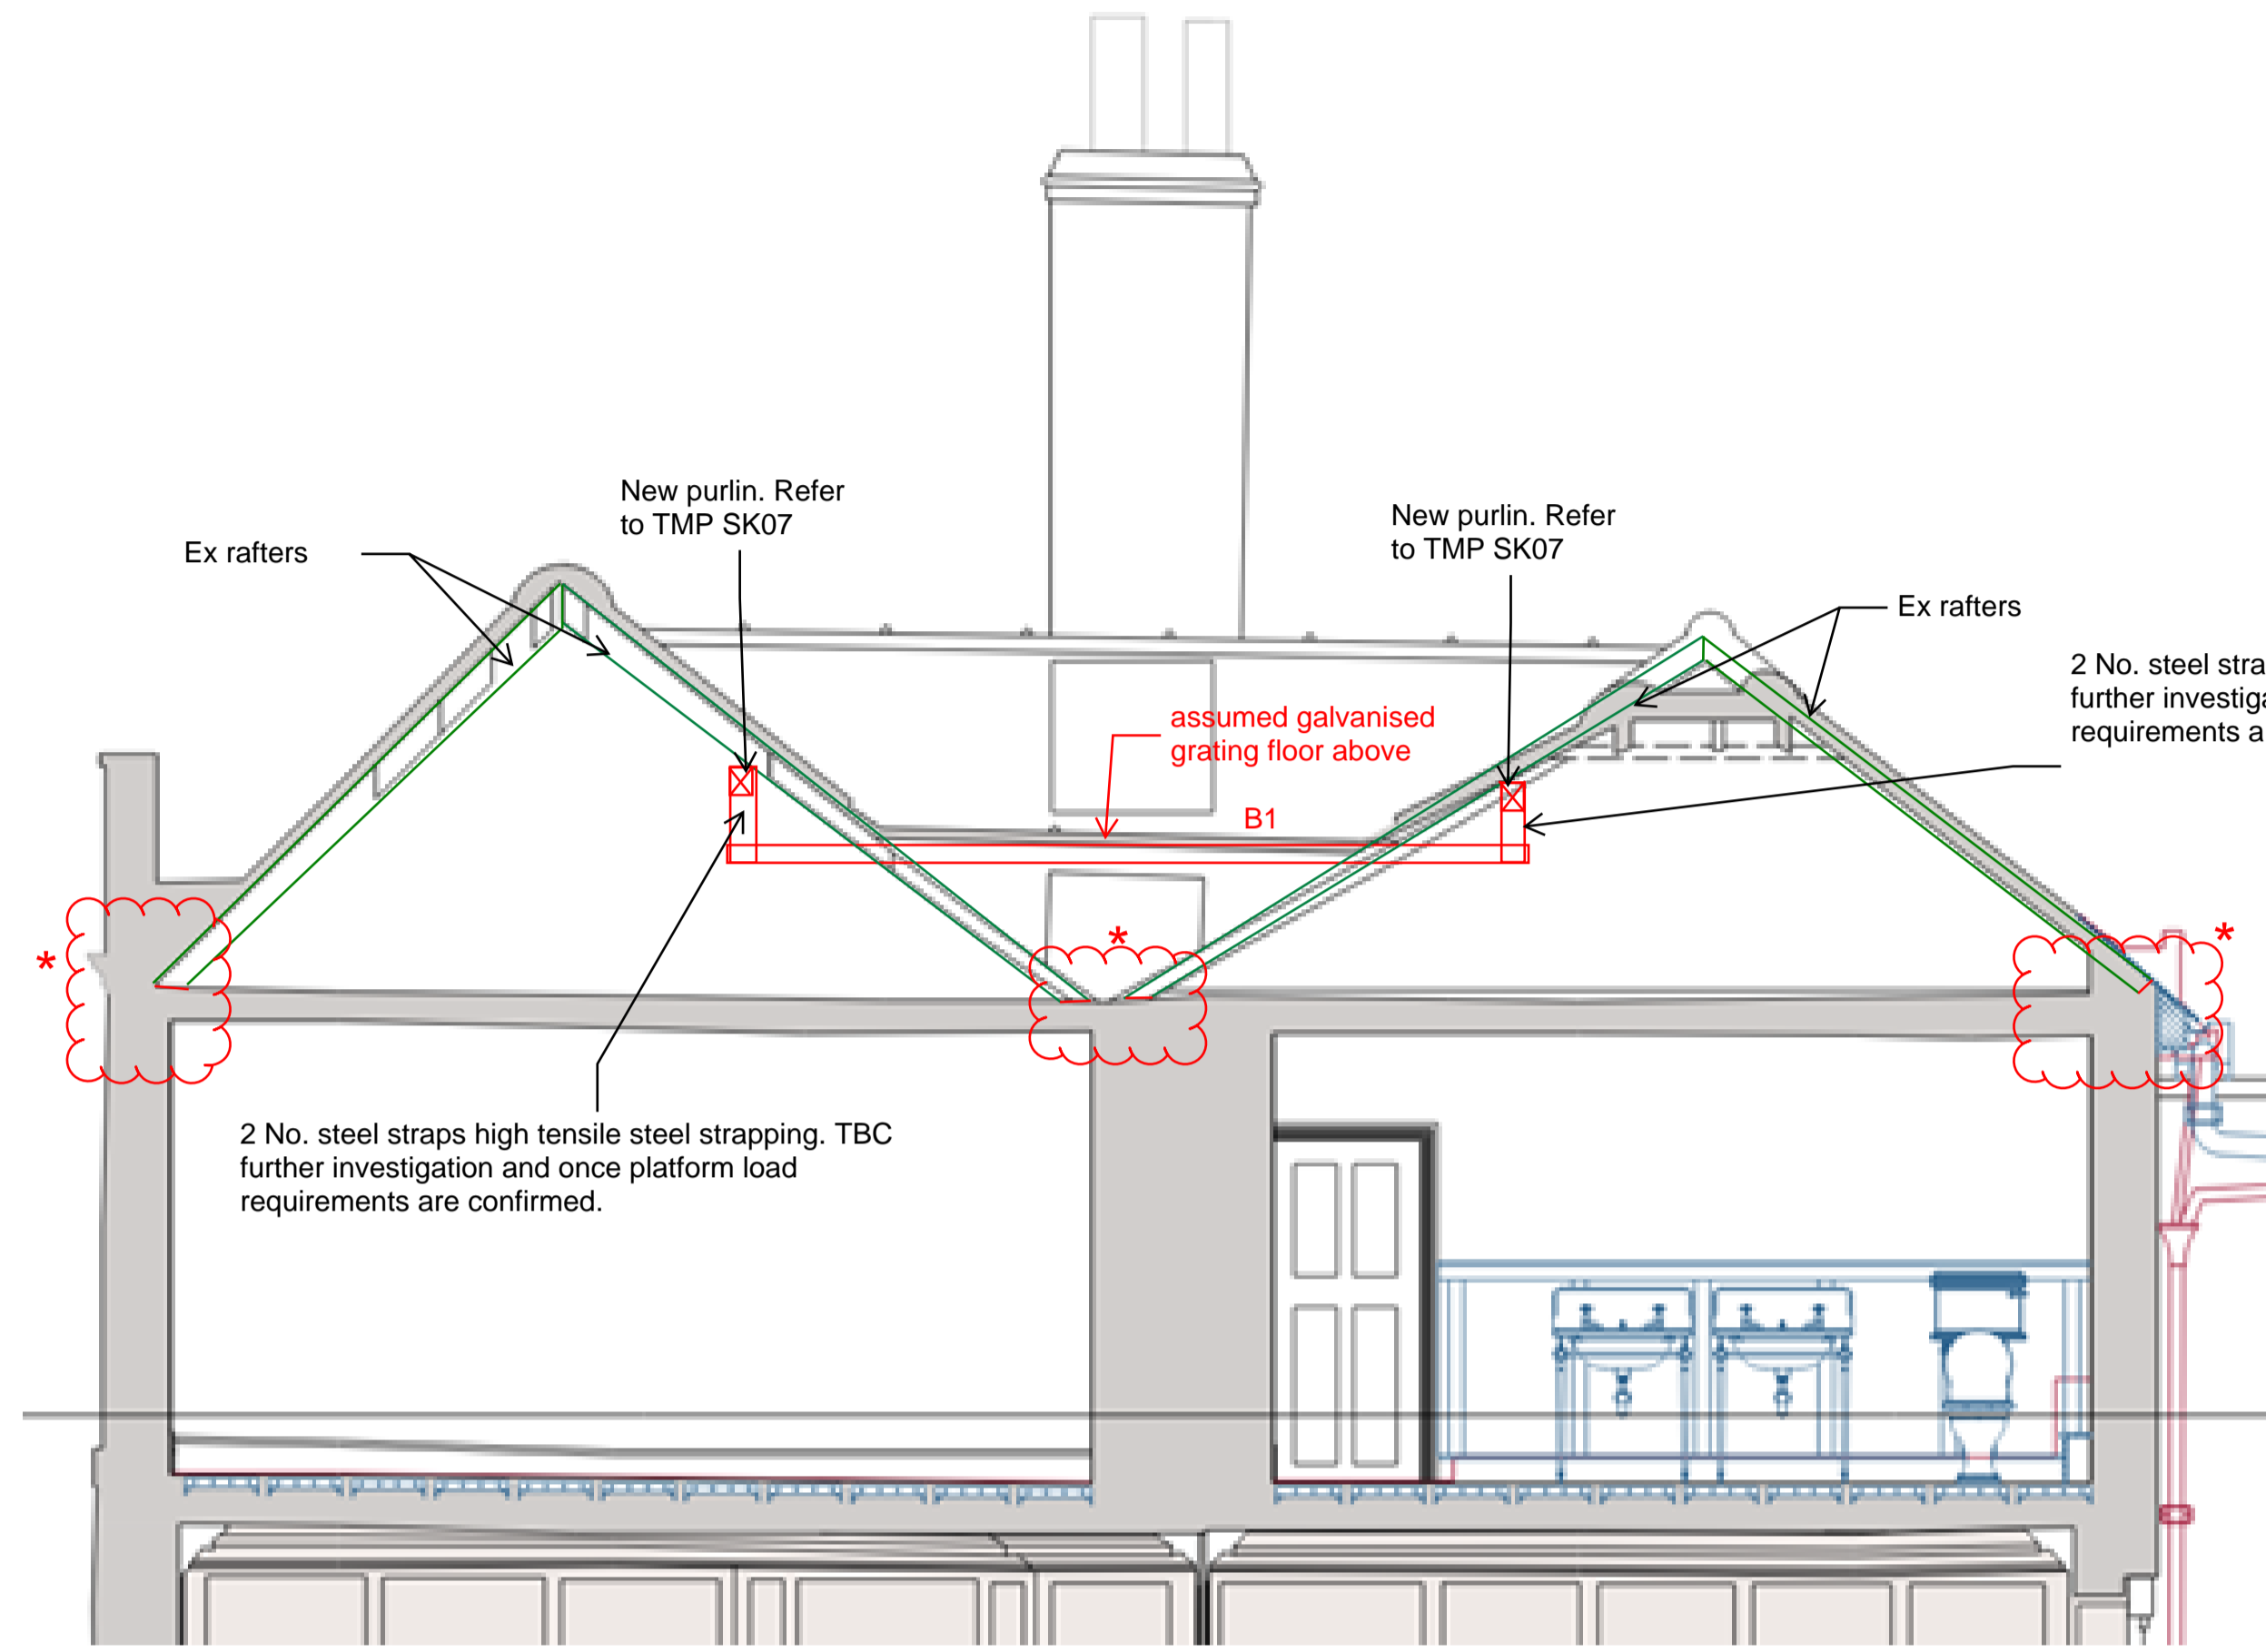 New purlin. Refer
to TMP SK07
New purlin. Refer
to TMP SK07
Ex rafters
Ex rafters
2 No. steel stra
further investiga
requirements a
assumed galvanised
grating floor above
B1
*
*
*
2 No. steel straps high tensile steel strapping. TBC
further investigation and once platform load
requirements are confirmed.